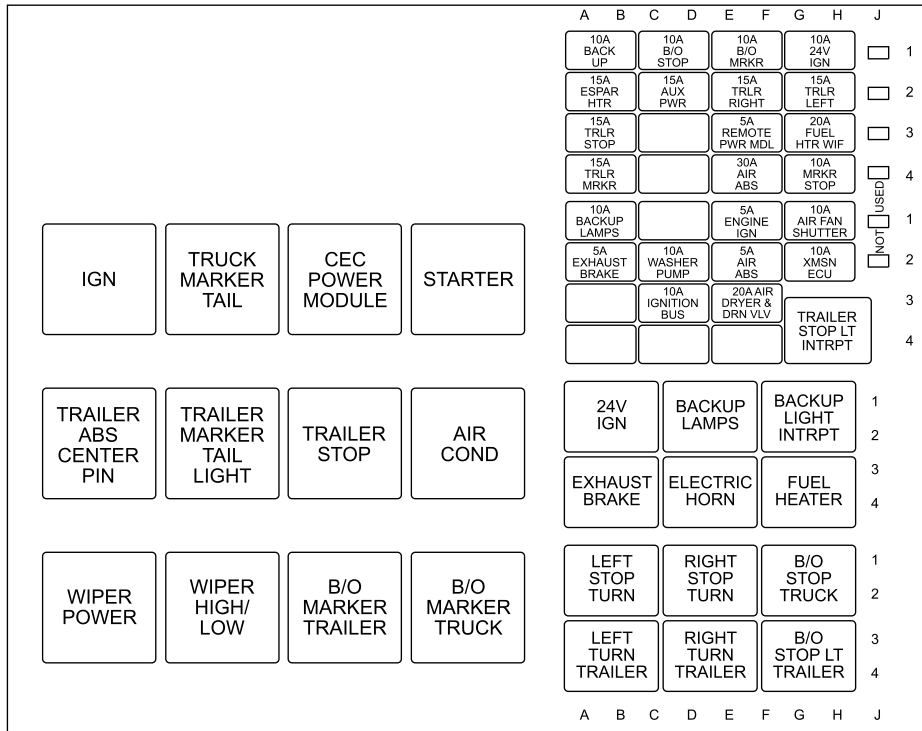 A B C D E F G H J
10A 10A 10A 10A
BACK B/O B/O 24V
UP STOP MRKR IGN
1
15A 15A 15A 15A
ESPAR AUX TRLR TRLR
HTR PWR RIGHT LEFT
2
15A 5A 20A
TRLR REMOTE FUEL
STOP PWR MDL HTR WIF
3
15A 30A 10A
TRLR AIR MRKR
MRKR ABS STOP
4
NOT USED
10A 5A 10A
BACKUP ENGINE AIR FAN
LAMPS IGN SHUTTER
1
5A 10A 5A 10A
EXHAUST WASHER AIR XMSN
BRAKE PUMP ABS ECU
2
10A 20A AIR
IGNITION DRYER &
BUS DRN VLV
3
TRAILER
STOP LT
INTRPT
4
IGN
TRUCK
MARKER
TAIL
CEC
POWER
MODULE
STARTER
TRAILER
ABS
CENTER
PIN
TRAILER
MARKER
TAIL
LIGHT
TRAILER
STOP
AIR
COND
WIPER
POWER
WIPER
HIGH/
LOW
B/O
MARKER
TRAILER
B/O
MARKER
TRUCK
24V
IGN
BACKUP
LAMPS
BACKUP
LIGHT
INTRPT
1
2
EXHAUST
BRAKE
ELECTRIC
HORN
FUEL
HEATER
3
4
LEFT
STOP
TURN
RIGHT
STOP
TURN
B/O
STOP
TRUCK
1
2
LEFT
TURN
TRAILER
RIGHT
TURN
TRAILER
B/O
STOP LT
TRAILER
3
4
A B C D E F G H J